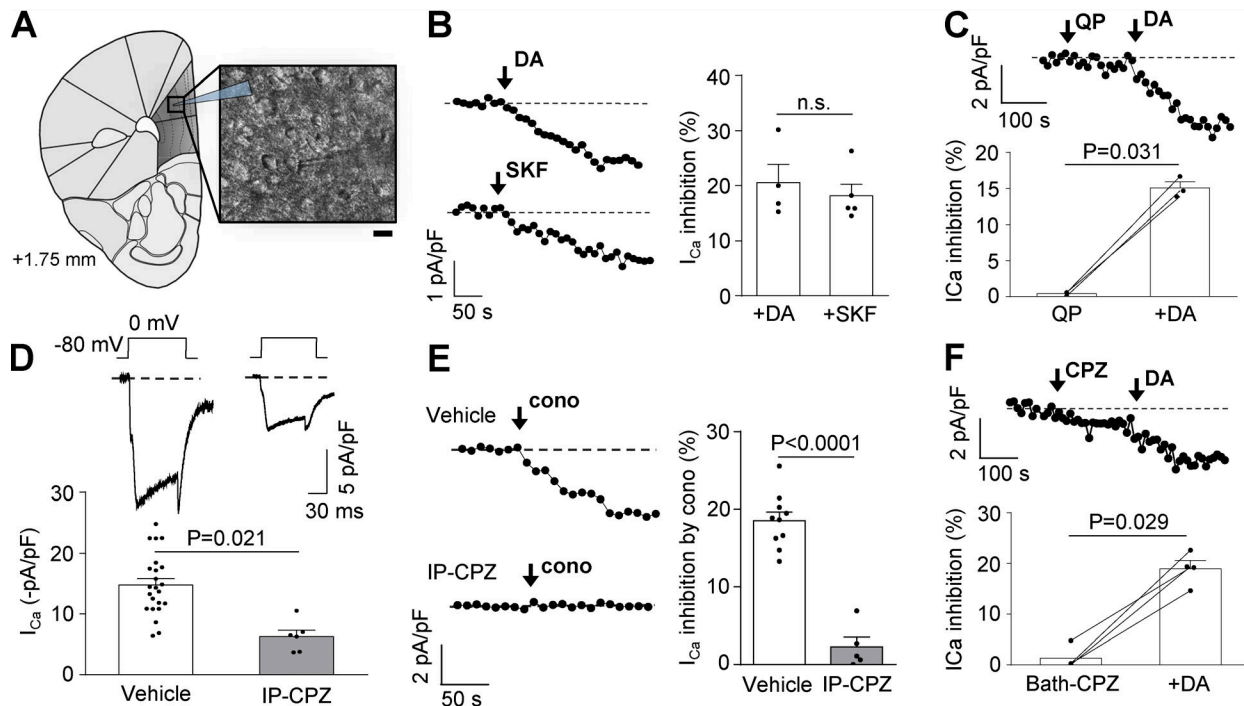 A
+1.75 mm
B
DA
SKF
1 pA/pF
50 s
I_Ca inhibition (%)
40
30
20
10
0
n.s.
+DA
+SKF
C
QP
DA
2 pA/pF
100 s
ICa inhibition (%)
20
15
10
5
0
P=0.031
QP
+DA
D
0 mV
-80 mV
5 pA/pF
30 ms
I_Ca (-pA/pF)
30
20
10
0
P=0.021
Vehicle
IP-CPZ
E
Vehicle
cono
IP-CPZ
cono
2 pA/pF
50 s
I_Ca inhibition by cono (%)
30
20
10
0
P<0.0001
Vehicle
IP-CPZ
F
CPZ
DA
2 pA/pF
100 s
ICa inhibition (%)
30
20
10
0
P=0.029
Bath-CPZ
+DA